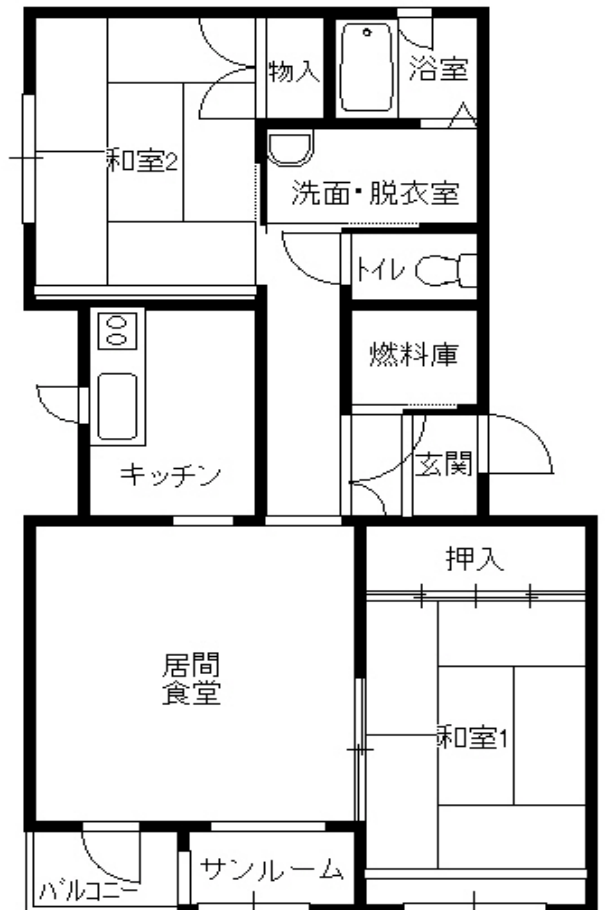 物入
浴室
和室2
洗面・脱衣室
トイレ
燃料庫
キッチン
玄関
押入
居間
食堂
和室1
バルコニー
サンルーム